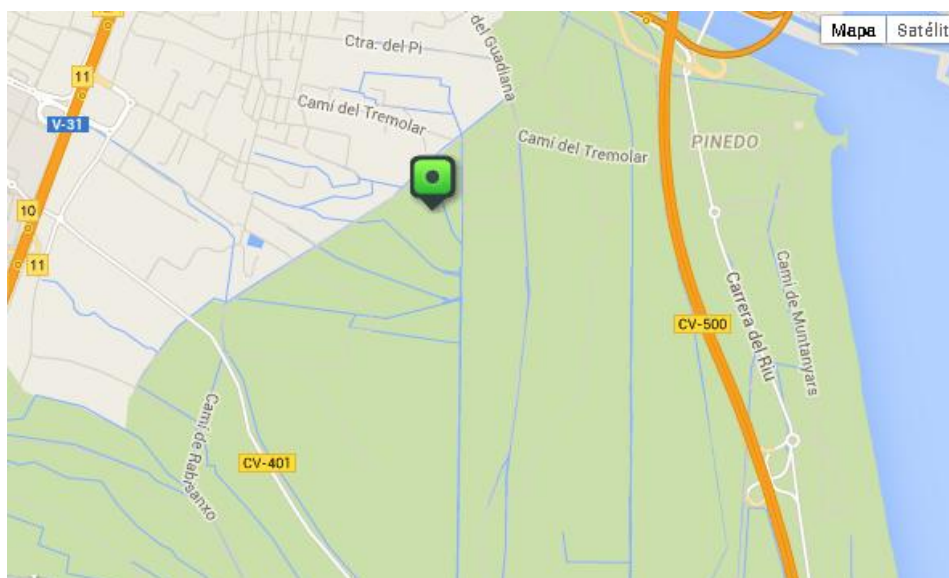 Mapa
Satélit
Ctra. del Pi
del Guadiana
11
Camí del Tremolar
V-31
Camí del Tremolar
PINEDO
10
11
Camí de Muntanyars
Carrera del Riu
CV-500
Camí de Rabisanxo
CV-401